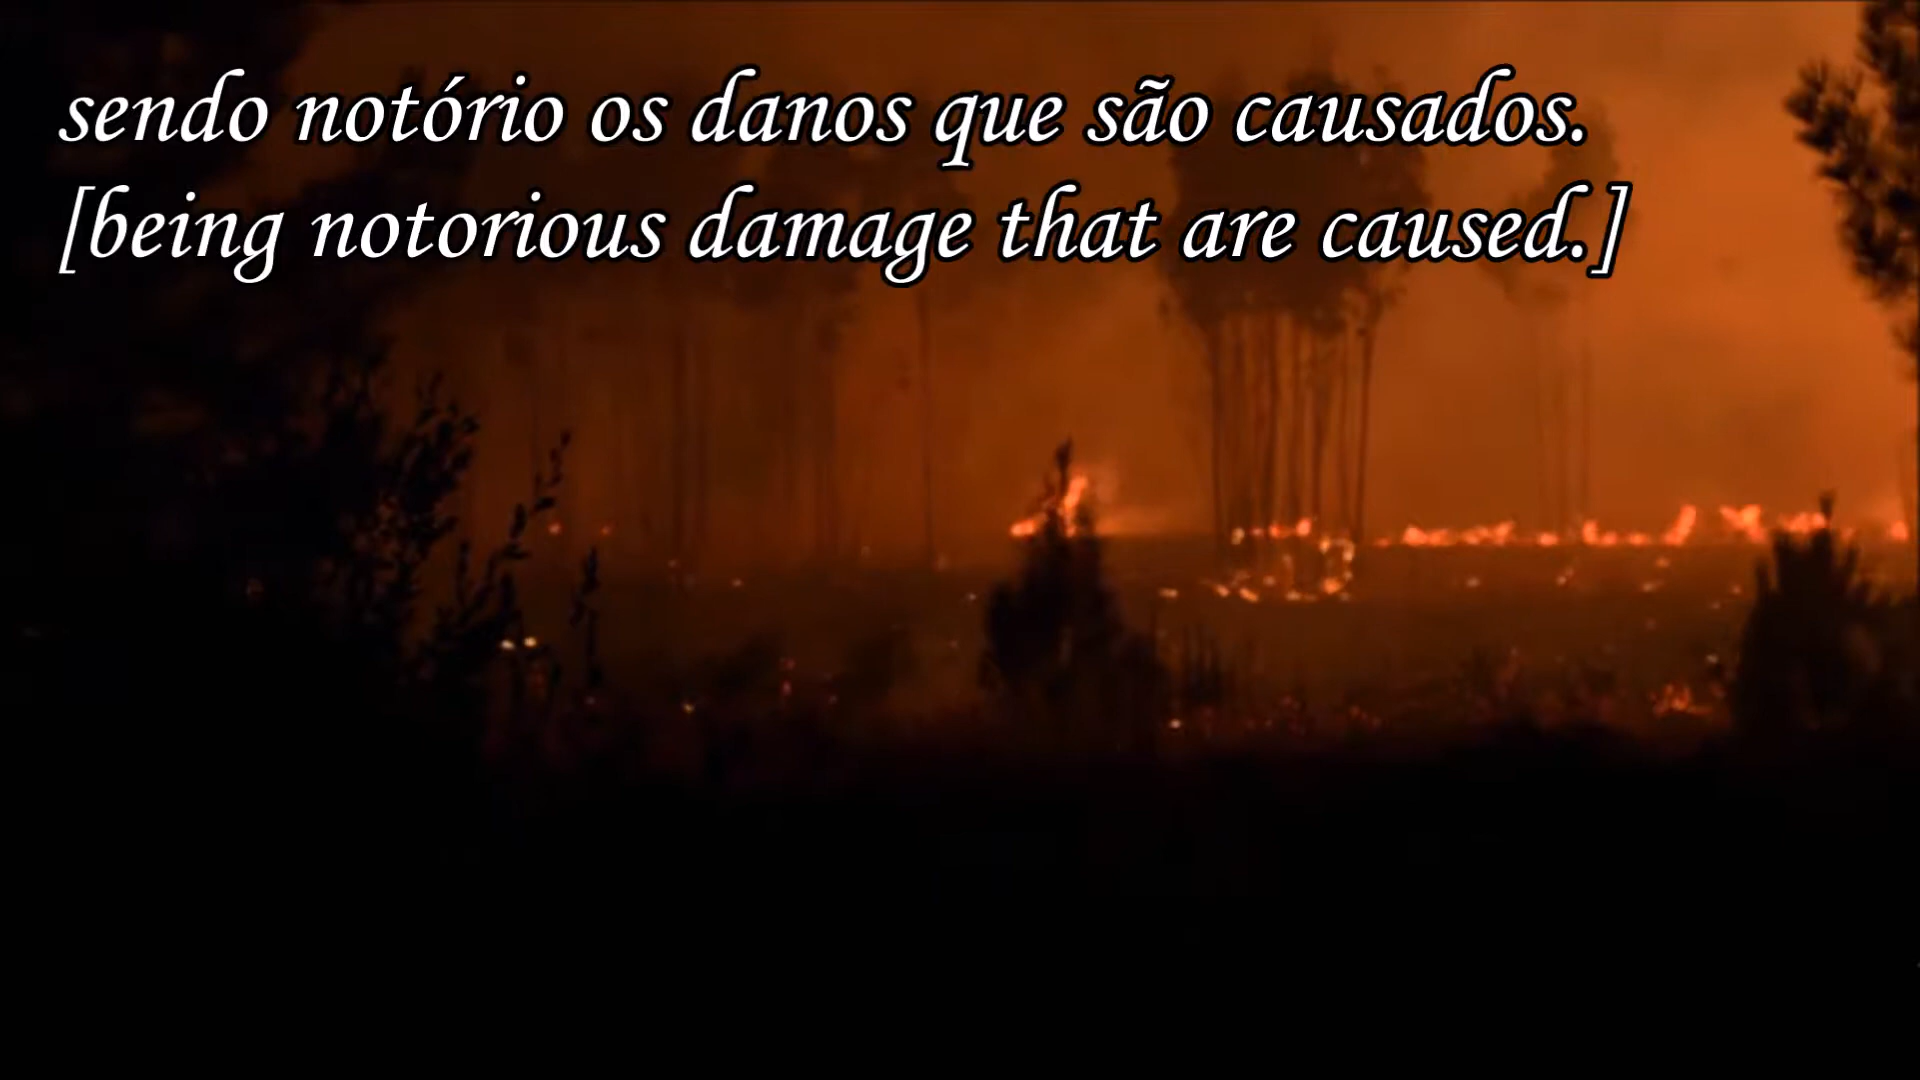 sendo notório os danos que são causados.
[being notorious damage that are caused.]